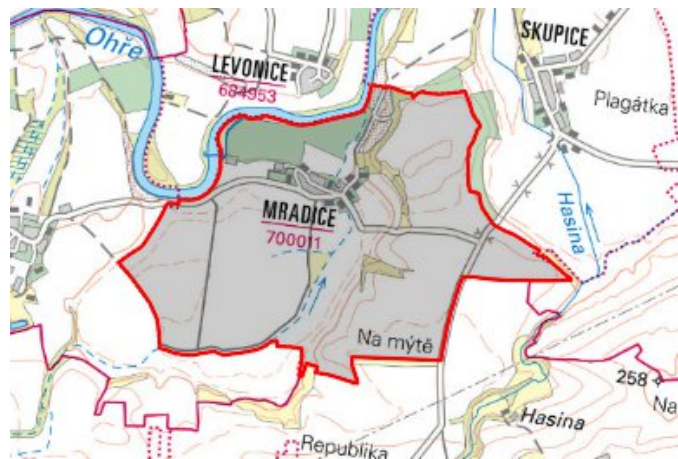 Ohře
LEVONICE
684953
SKUPICE
Plagátka
Hasina
MRADICE
700011
Na mýtě
258
Na
Hasina
Republika